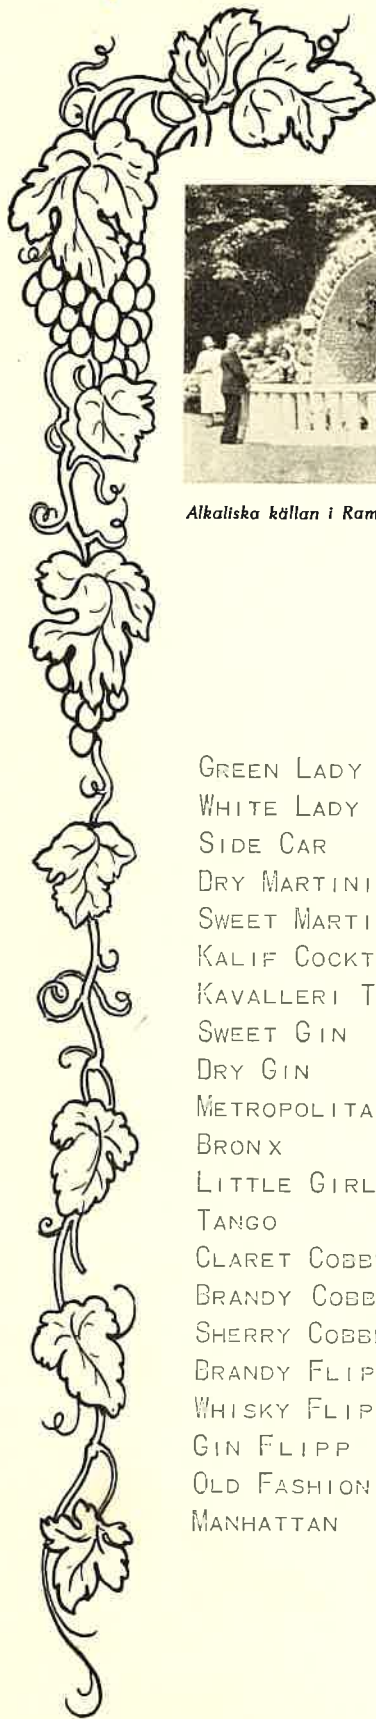 Alkaliska källan i Ram
GREEN LADY
WHITE LADY
SIDE CAR
DRY MARTINI
SWEET MARTI
KALIF COCKT
KAVALLERI T
SWEET GIN
DRY GIN
METROPOLITA
BRONX
LITTLE GIRL
TANGO
CLARET COBB
BRANDY COBB
SHERRY COBB
BRANDY FLIP
WHISKY FLIP
GIN FLIPP
OLD FASHION
MANHATTAN